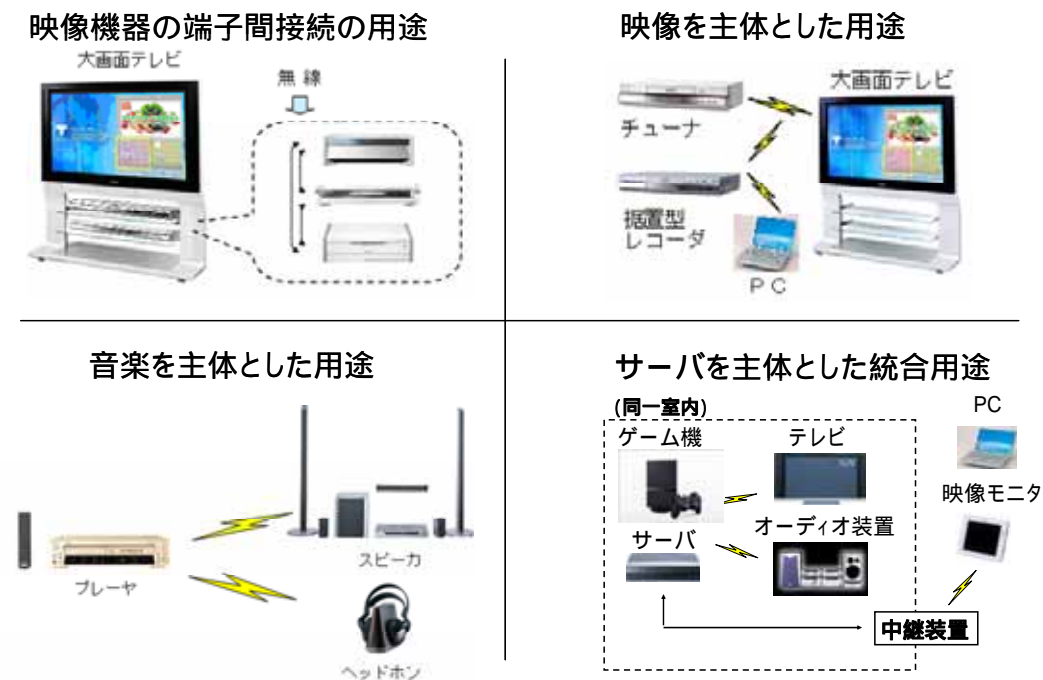 映像機器の端子間接続の用途
大画面テレビ
無線
映像を主体とした用途
チューナ
大画面テレビ
据置型
レコーダ
PC
音楽を主体とした用途
プレーヤ
スピーカ
ヘッドホン
サーバを主体とした統合用途
(同一室内)
ゲーム機
テレビ
サーバ
オーディオ装置
PC
映像モニタ
中継装置